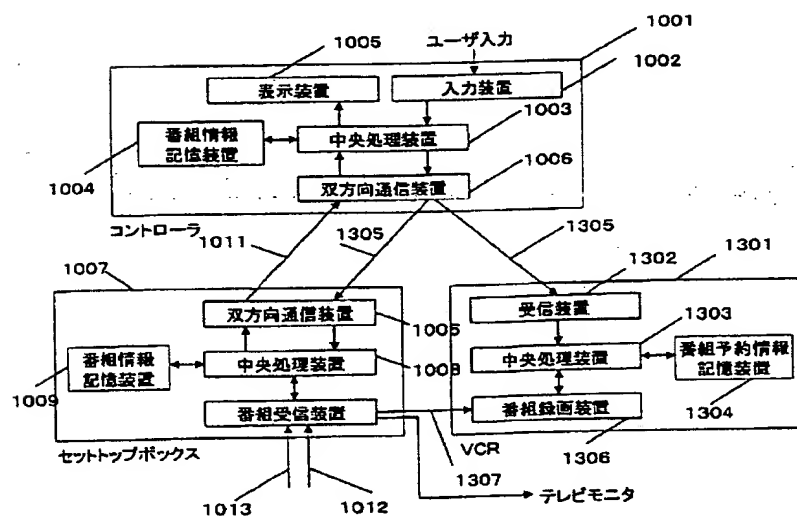 1005
ユーザ入力
1001
1002
表示装置
入力装置
1003
番組情報
記憶装置
中央処理装置
1004
1006
双方向通信装置
コントローラ
1011
1305
1305
1007
1302
1301
双方向通信装置
受信装置
1303
1005
番組情報
記憶装置
中央処理装置
中央処理装置
番組予約情報
記憶装置
1008
1009
番組受信装置
番組録画装置
1304
セットトップボックス
VCR
1306
1307
1013
1012
テレビモニタ